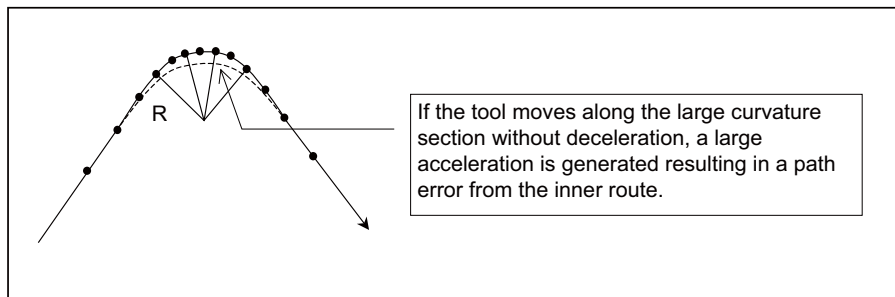 R
If the tool moves along the large curvature
section without deceleration, a large
acceleration is generated resulting in a path
error from the inner route.